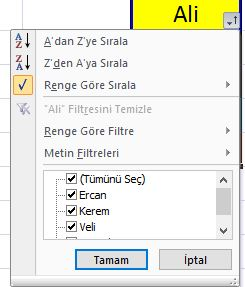 Ali
A'dan Z'ye Sırala
Z'den A'ya Sırala
Renge Göre Sırala
"Ali" Filtresini Temizle
Renge Göre Filtre
Metin Filtreleri
(Tümünü Seç)
Ercan
Kerem
Veli
Tamam
İptal